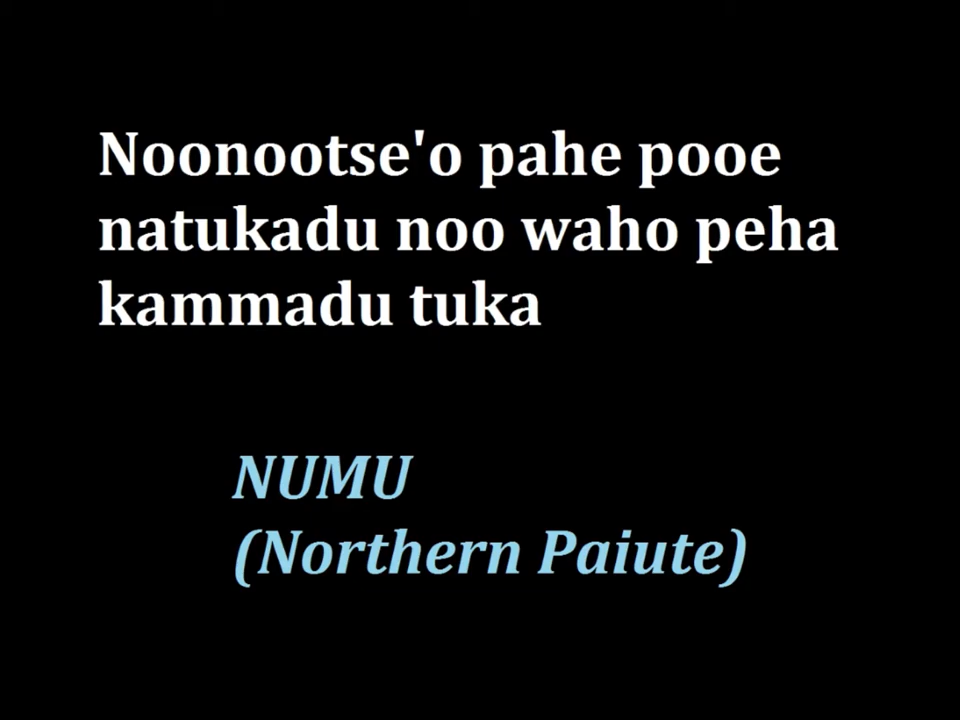 Noonootse'o pahe pooe
natukadu noo waho peha
kammadu tuka
NUMU
(Northern Paiute)